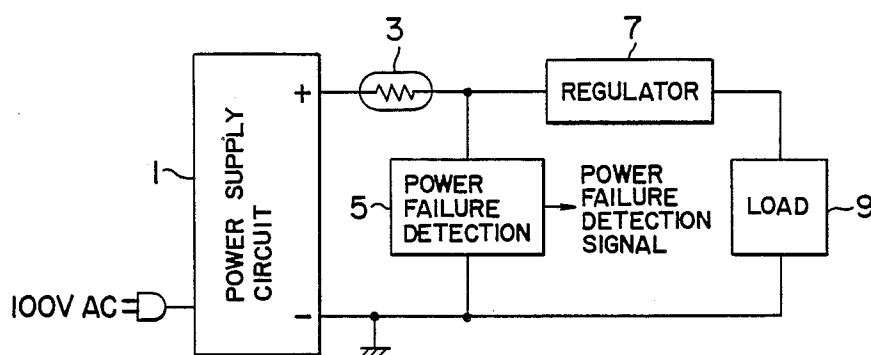 3
7
+
REGULATOR
1
POWER SUPPLY
CIRCUIT
5
POWER
FAILURE
DETECTION
POWER
FAILURE
DETECTION
SIGNAL
LOAD
9
100V AC
-